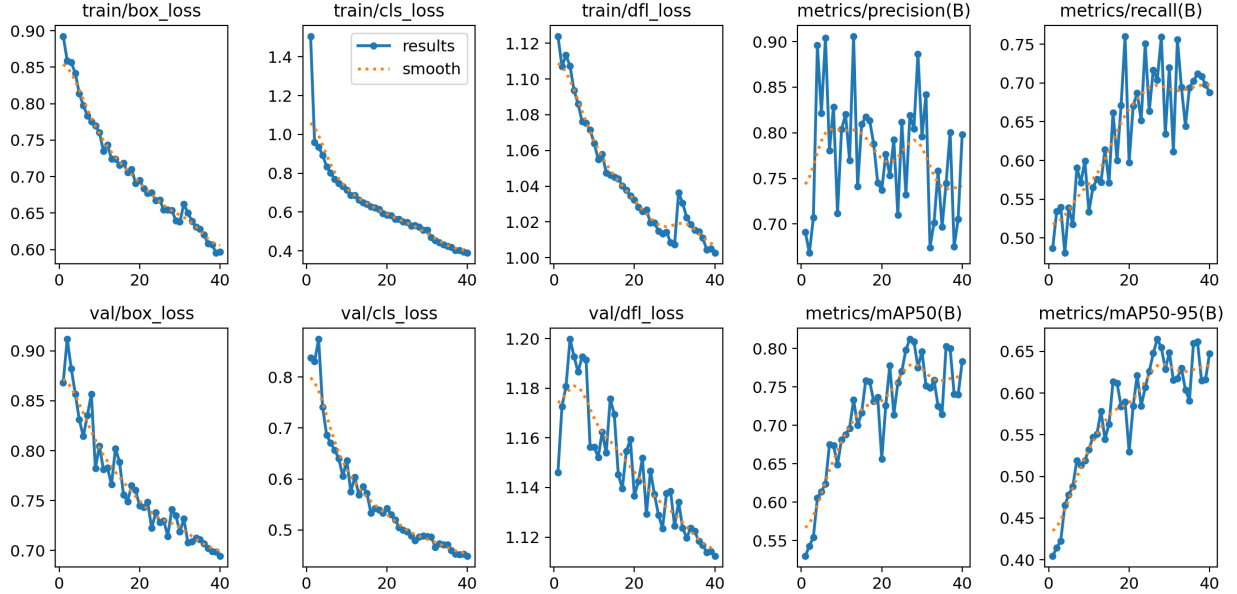 train/box_loss
train/cls_loss
train/dfl_loss
metrics/precision(B)
metrics/recall(B)
0.90
0.85
0.80
0.75
0.70
0.65
0.60
0 20 40
1.4
1.2
1.0
0.8
0.6
0.4
0 20 40
results
smooth
1.12
1.10
1.08
1.06
1.04
1.02
1.00
0 20 40
0.90
0.85
0.80
0.75
0.70
0 20 40
0.75
0.70
0.65
0.60
0.55
0.50
0 20 40
val/box_loss
val/cls_loss
val/dfl_loss
metrics/mAP50(B)
metrics/mAP50-95(B)
0.90
0.85
0.80
0.75
0.70
0 20 40
0.8
0.7
0.6
0.5
0 20 40
1.20
1.18
1.16
1.14
1.12
0 20 40
0.80
0.75
0.70
0.65
0.60
0.55
0 20 40
0.65
0.60
0.55
0.50
0.45
0.40
0 20 40